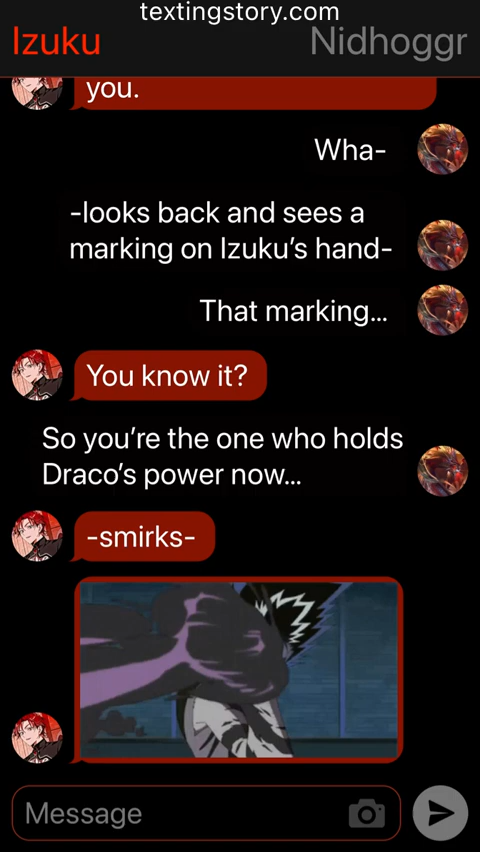 textingstory.com
Izuku
Nidhoggr
you.
Wha-
-looks back and sees a
marking on Izuku's hand-
That marking...
You know it?
So you're the one who holds
Draco's power now...
-smirks-
Message